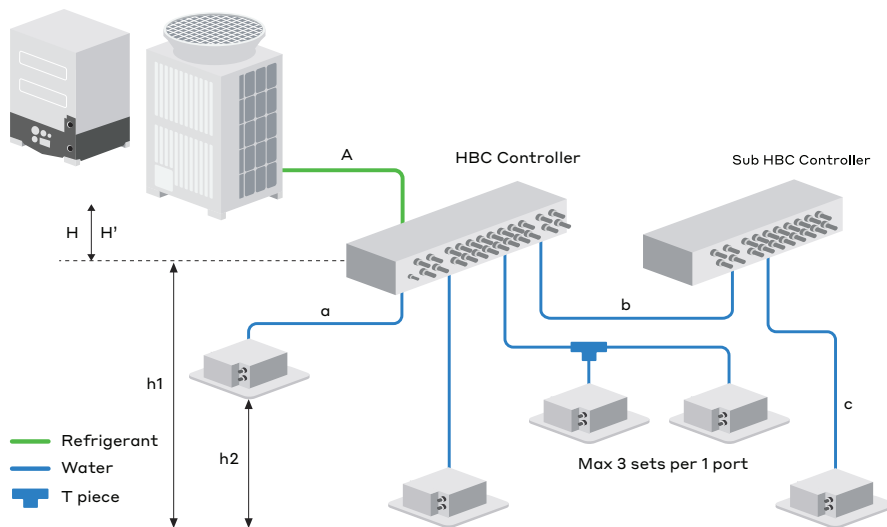 A
HBC Controller
Sub HBC Controller
H
H'
a
b
h1
c
h2
Refrigerant
Water
T piece
Max 3 sets per 1 port